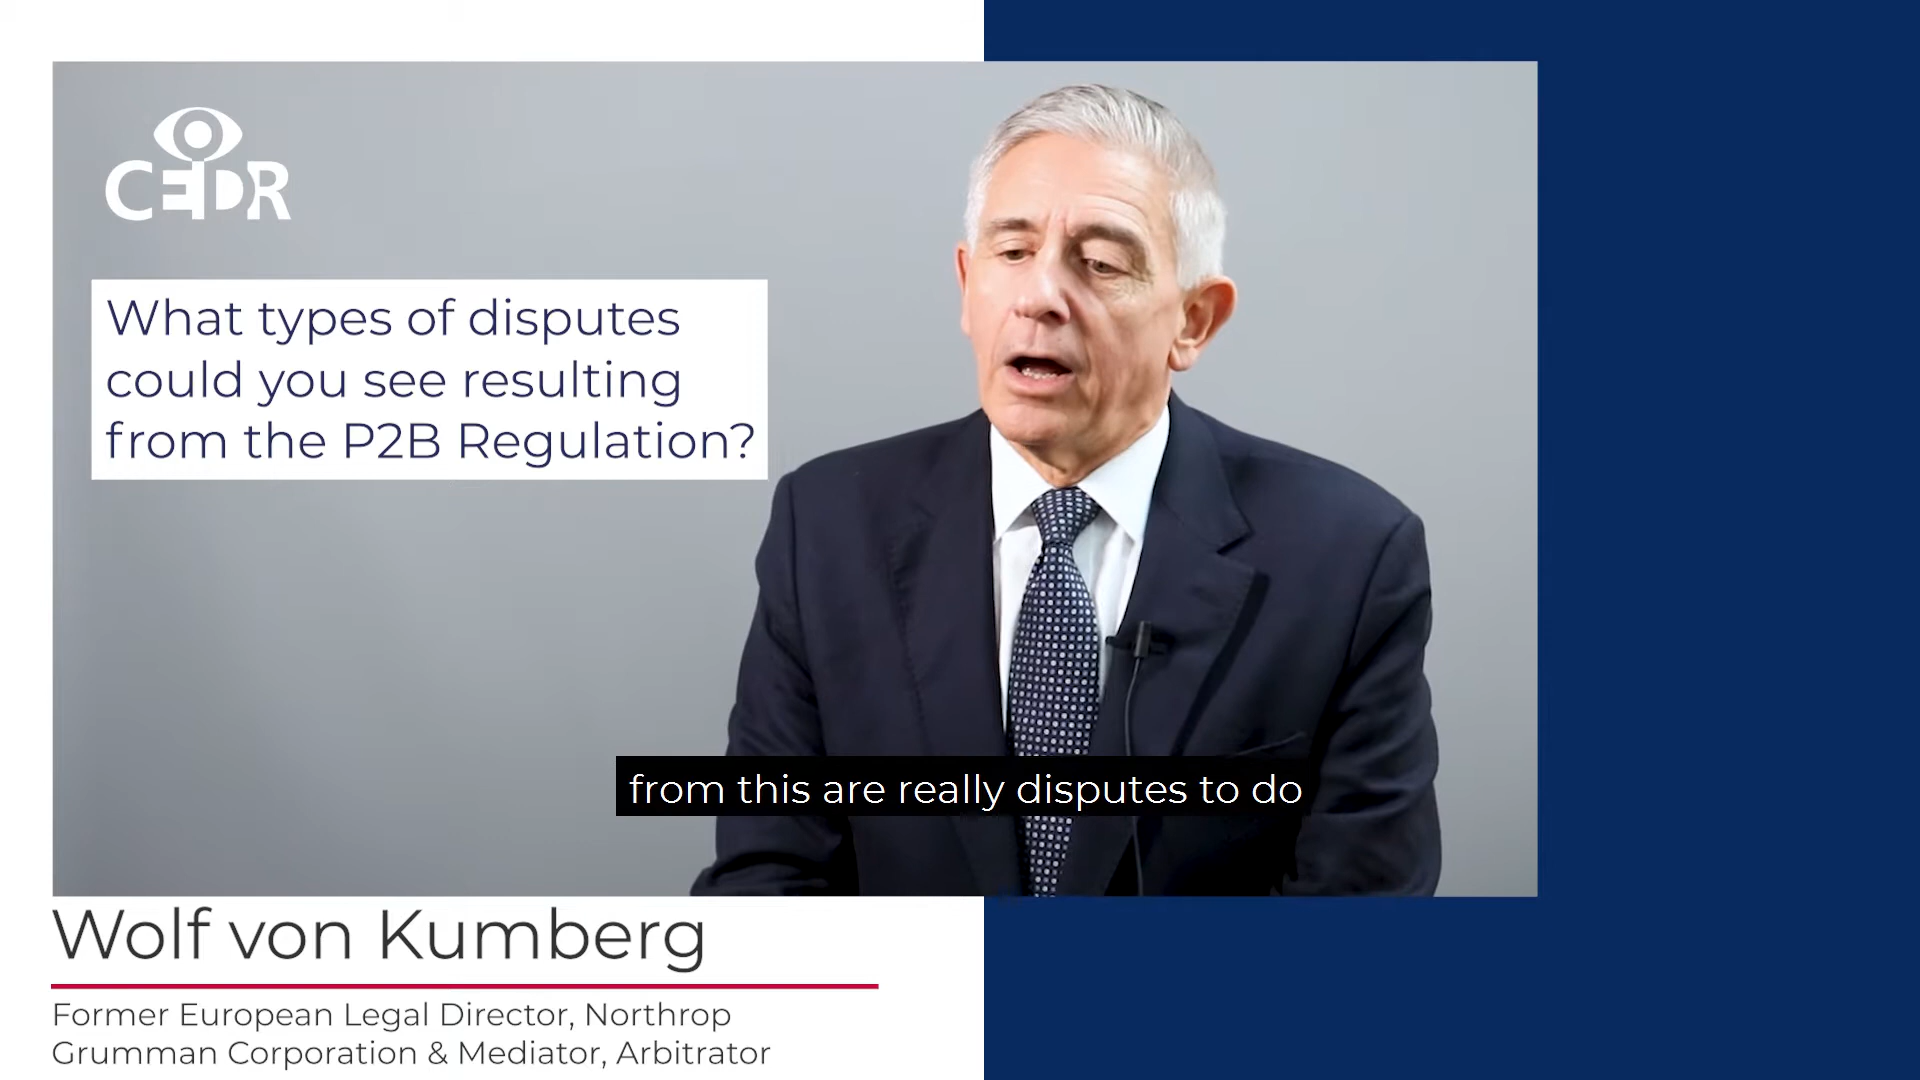 CEDR
What types of disputes
could you see resulting
from the P2B Regulation?
from this are really disputes to do
Wolf von Kumberg
Former European Legal Director, Northrop
Grumman Corporation & Mediator, Arbitrator